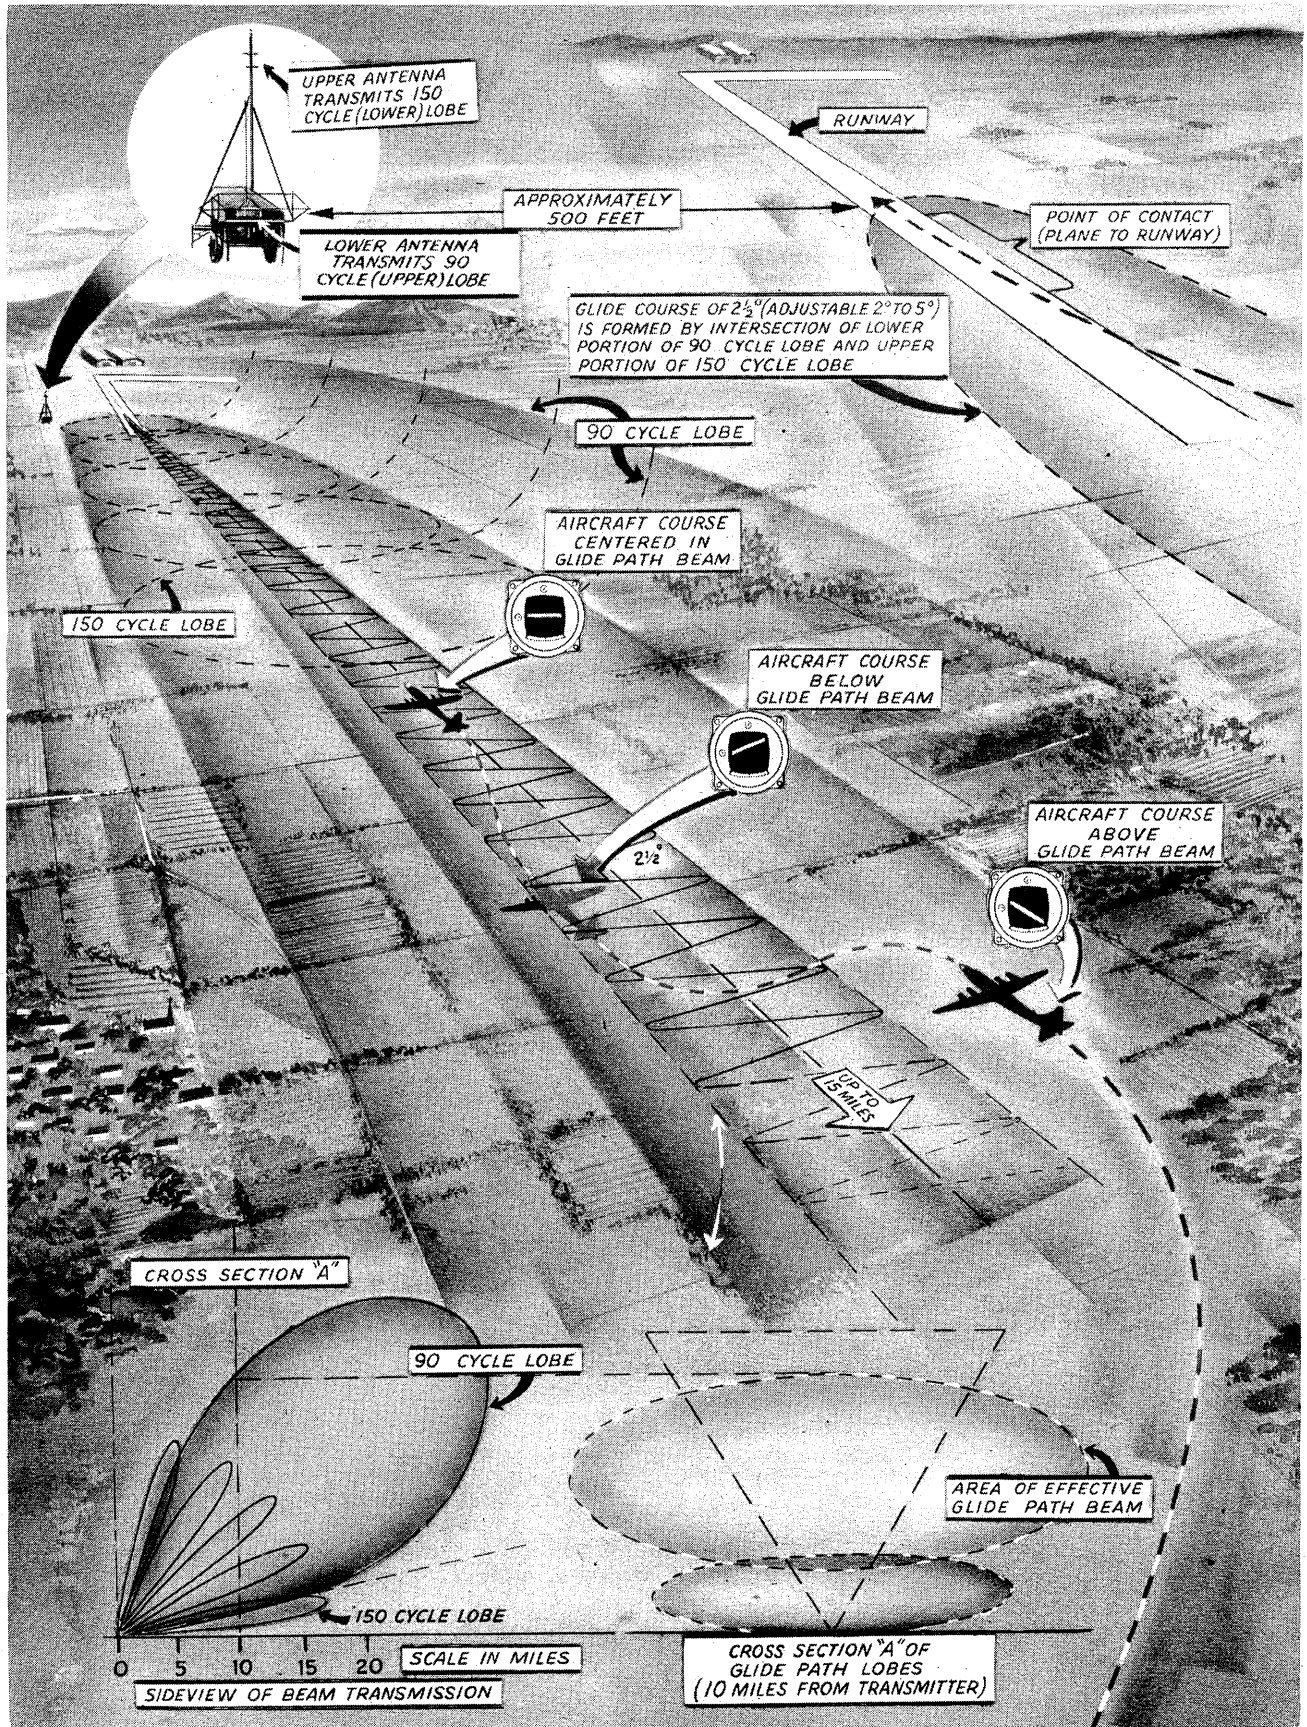 UPPER ANTENNA
TRANSMITS 150
CYCLE (LOWER) LOBE
RUNWAY
APPROXIMATELY
500 FEET
POINT OF CONTACT
(PLANE TO RUNWAY)
LOWER ANTENNA
TRANSMITS 90
CYCLE (UPPER) LOBE
GLIDE COURSE OF 2½° (ADJUSTABLE 2° TO 5°)
IS FORMED BY INTERSECTION OF LOWER
PORTION OF 90 CYCLE LOBE AND UPPER
PORTION OF 150 CYCLE LOBE
90 CYCLE LOBE
AIRCRAFT COURSE
CENTERED IN
GLIDE PATH BEAM
150 CYCLE LOBE
AIRCRAFT COURSE
BELOW
GLIDE PATH BEAM
AIRCRAFT COURSE
ABOVE
GLIDE PATH BEAM
2½°
UP TO
15 MILES
CROSS SECTION "A"
90 CYCLE LOBE
AREA OF EFFECTIVE
GLIDE PATH BEAM
150 CYCLE LOBE
0 5 10 15 20 SCALE IN MILES
SIDEVIEW OF BEAM TRANSMISSION
CROSS SECTION "A" OF
GLIDE PATH LOBES
(10 MILES FROM TRANSMITTER)